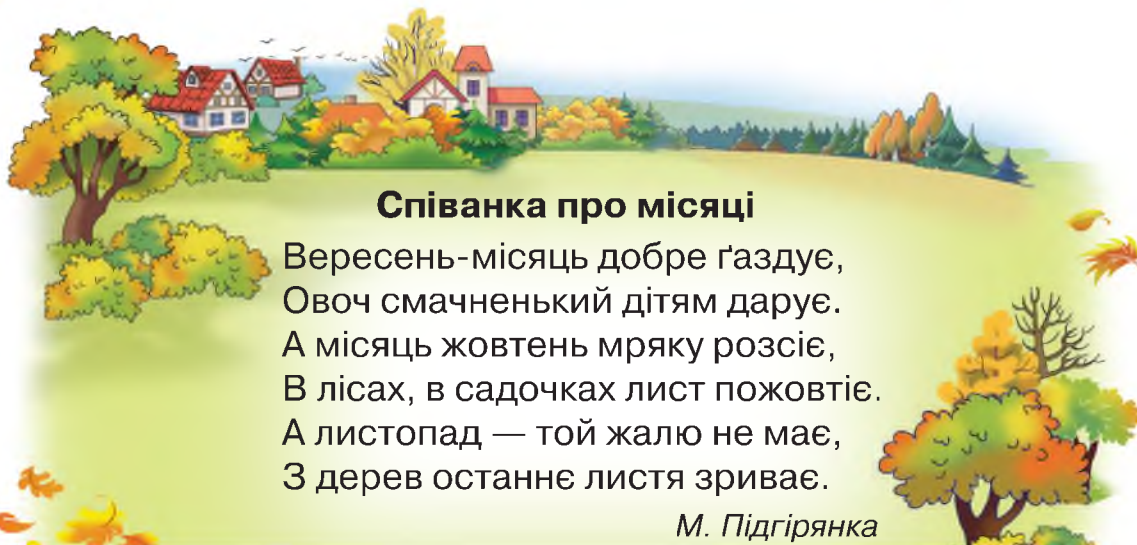 Співанка про місяці
Вересень-місяць добре ґаздує,
Овоч смачненький дітям дарує.
А місяць жовтень мряку розсіє,
В лісах, в садочках лист пожовтіє.
А листопад — той жалю не має,
З дерев останнє листя зриває.
М. Підгірянка